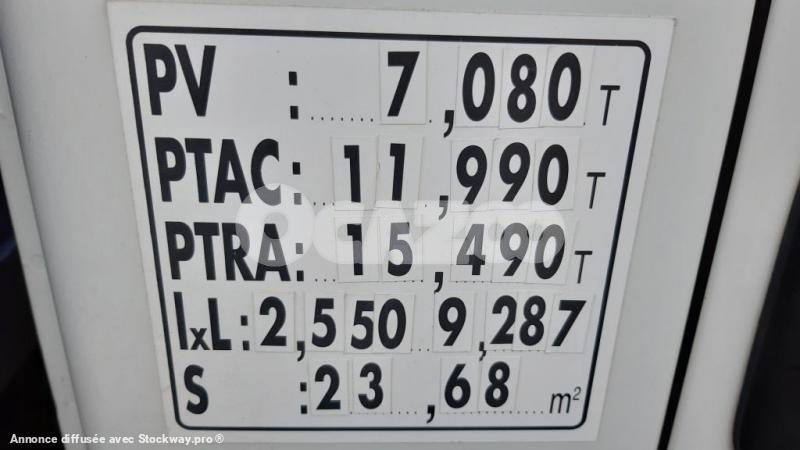 PV : 7,080 T
PTAC: 11,990 T
PTRA: 15,490 T
lxL: 2,550 9,287
S : 23,68 m²
OCAZOO
Annonce diffusée avec Stockway.pro®